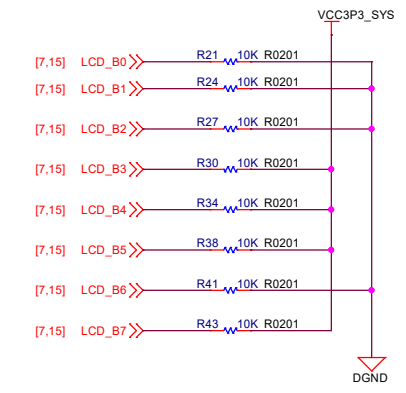 VCC3P3_SYS
[7,15] LCD_B0 R21 10K R0201
[7,15] LCD_B1 R24 10K R0201
[7,15] LCD_B2 R27 10K R0201
[7,15] LCD_B3 R30 10K R0201
[7,15] LCD_B4 R34 10K R0201
[7,15] LCD_B5 R38 10K R0201
[7,15] LCD_B6 R41 10K R0201
[7,15] LCD_B7 R43 10K R0201
DGND